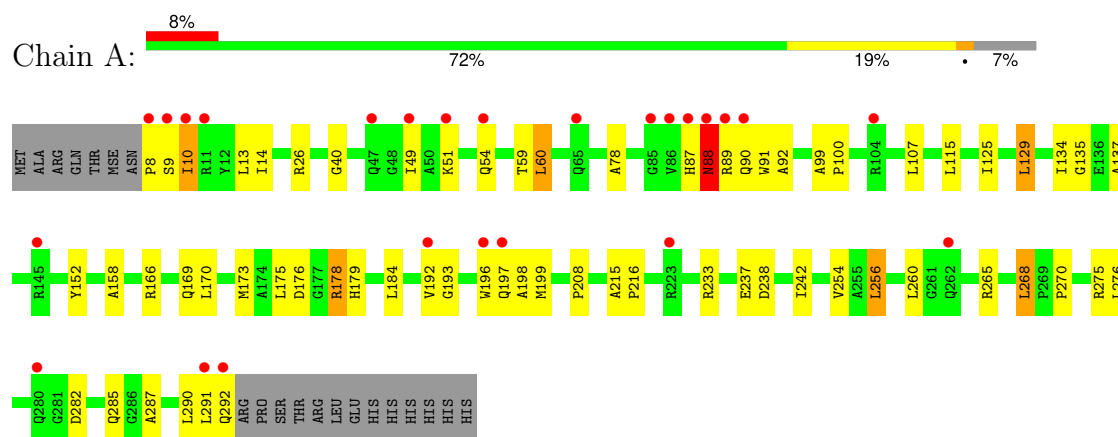 8%
Chain A:
72% 19% • 7%
MET ALA ARG GLN THR MSE ASN P8 S9 I10 R11 Y12 L13 I14 R26 G40 Q47 G48 I49 A50 K51 Q54 T59 L60 Q65 A78 G85 V86 H87 N88 R89 Q90 W91 A92 A99 P100 R104 L107 L115 I125 L129 I134 G135 E136 A137
R145 Y152 A158 R166 Q169 L170 M173 A174 L175 D176 G177 R178 H179 L184 V192 G193 W196 Q197 A198 M199 P208 A215 P216 R223 R233 E237 D238 I242 V254 A255 L256 L260 G261 Q262 R265 L268 P269 P270 R275 L276
Q280 G281 D282 Q285 G286 A287 L290 L291 Q292 ARG PRO SER THR ARG LEU GLU HIS HIS HIS HIS HIS HIS